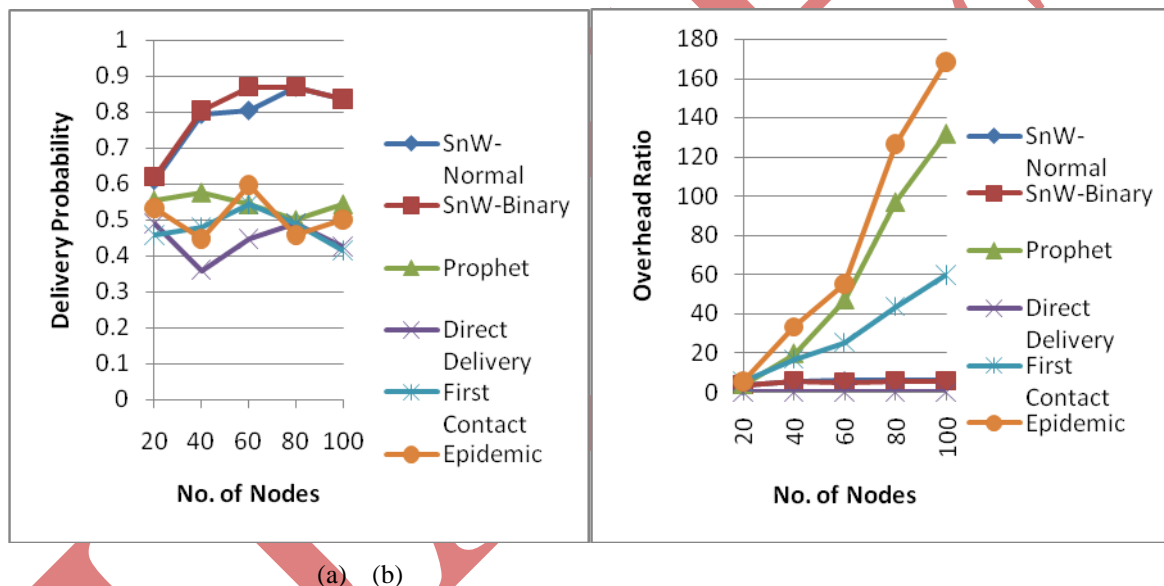 1
0.9
0.8
0.7
0.6
0.5
0.4
0.3
0.2
0.1
0
Delivery Probability
20 40 60 80 100
No. of Nodes
SnW-
Normal
SnW-Binary
Prophet
Direct
Delivery
First
Contact
Epidemic
180
160
140
120
100
80
60
40
20
0
Overhead Ratio
20 40 60 80 100
No. of Nodes
SnW-
Normal
SnW-Binary
Prophet
Direct
Delivery
First
Contact
Epidemic
(a) (b)